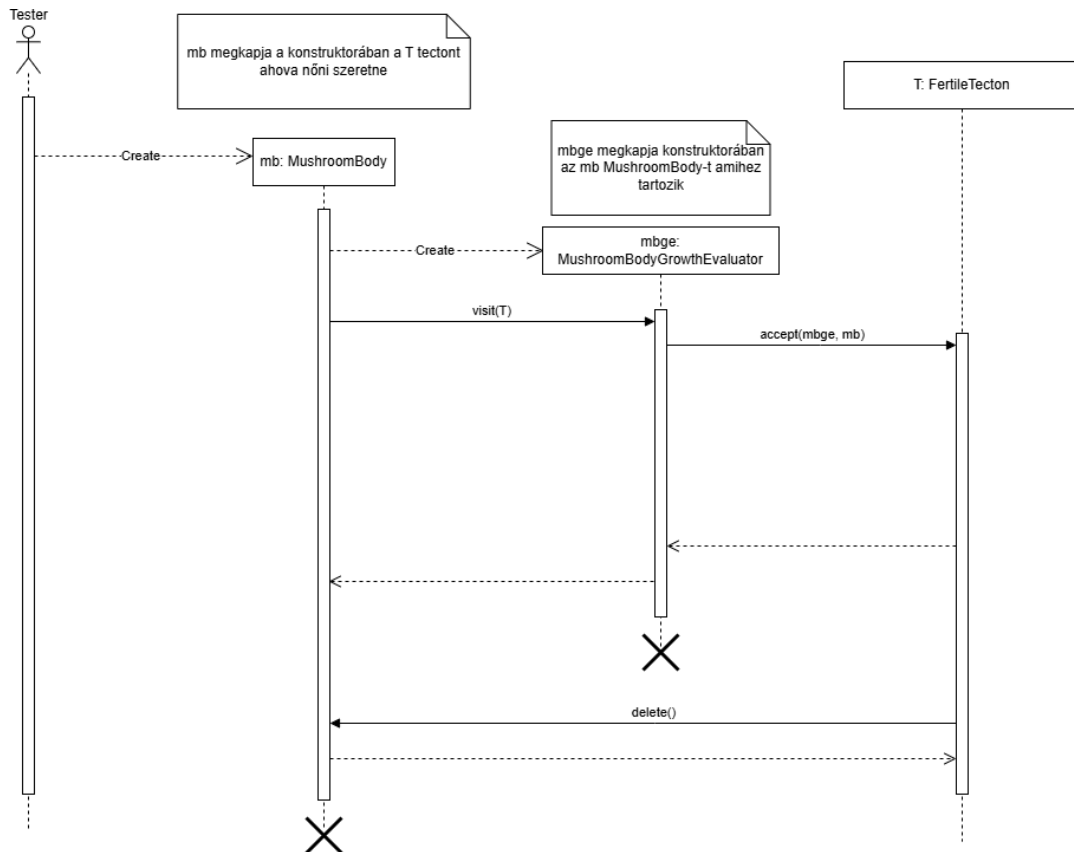 Tester
mb megkapja a konstruktorában a T tectont
ahova nőni szeretne
T: FertileTecton
mbge megkapja konstruktorában
az mb MushroomBody-t amihez
tartozik
Create
mb: MushroomBody
Create
mbge:
MushroomBodyGrowthEvaluator
visit(T)
accept(mbge, mb)
delete()